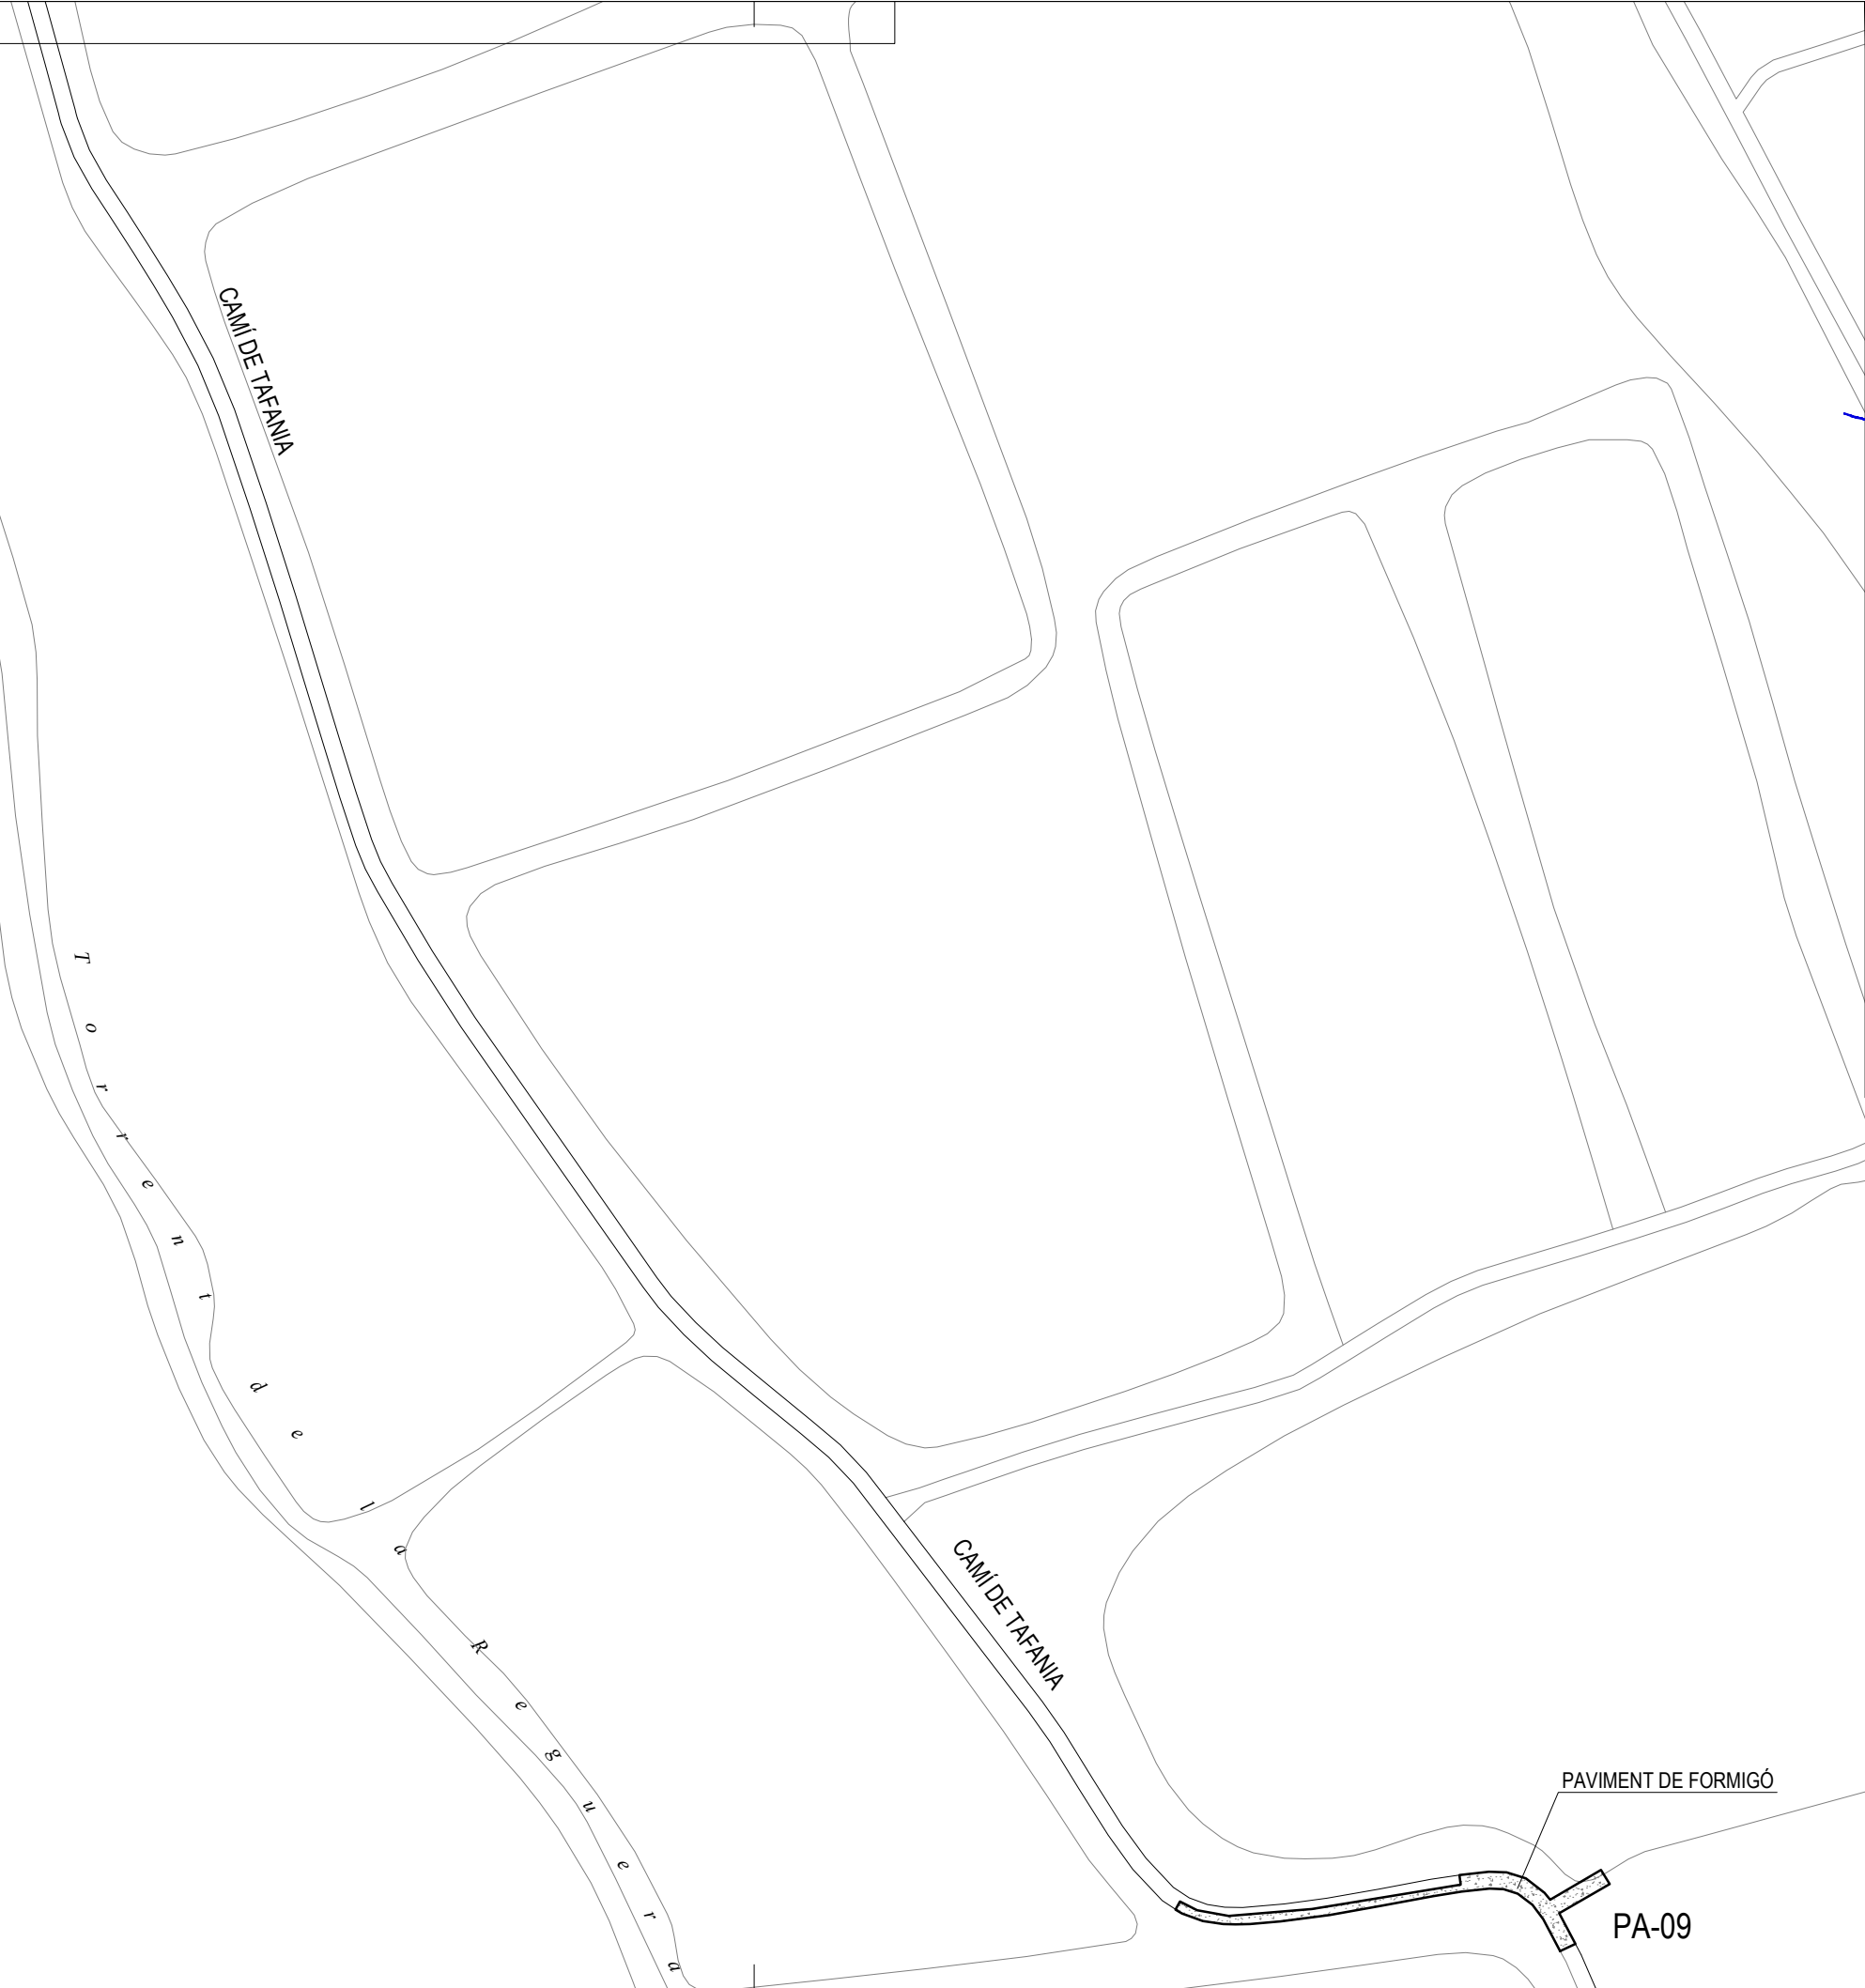 CAMÍ DE TAFANIA
Torrent de la Reguera
CAMÍ DE TAFANIA
PAVIMENT DE FORMIGÓ
PA-09